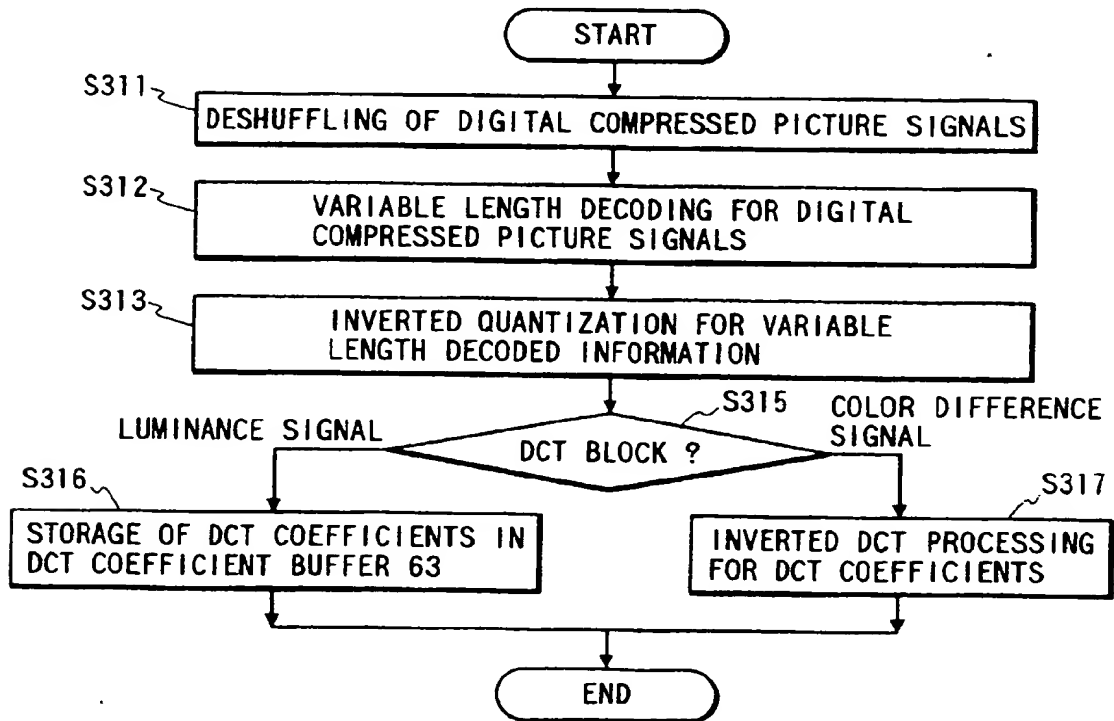 START
S311
DESHUFFLING OF DIGITAL COMPRESSED PICTURE SIGNALS
S312
VARIABLE LENGTH DECODING FOR DIGITAL
COMPRESSED PICTURE SIGNALS
S313
INVERTED QUANTIZATION FOR VARIABLE
LENGTH DECODED INFORMATION
S315
LUMINANCE SIGNAL
DCT BLOCK ?
COLOR DIFFERENCE
SIGNAL
S316
STORAGE OF DCT COEFFICIENTS IN
DCT COEFFICIENT BUFFER 63
S317
INVERTED DCT PROCESSING
FOR DCT COEFFICIENTS
END